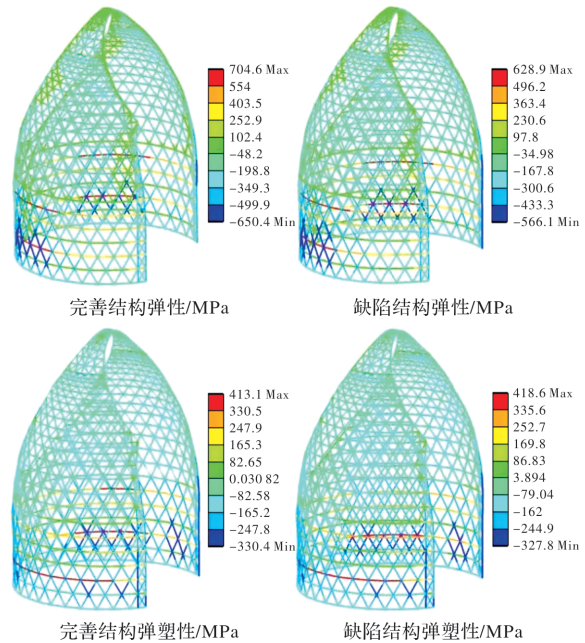 704.6 Max
554
403.5
252.9
102.4
-48.2
-198.8
-349.3
-499.9
-650.4 Min
完善结构弹性/MPa
628.9 Max
496.2
363.4
230.6
97.8
-34.98
-167.8
-300.6
-433.3
-566.1 Min
缺陷结构弹性/MPa
413.1 Max
330.5
247.9
165.3
82.65
0.030 82
-82.58
-165.2
-247.8
-330.4 Min
完善结构弹塑性/MPa
418.6 Max
335.6
252.7
169.8
86.83
3.894
-79.04
-162
-244.9
-327.8 Min
缺陷结构弹塑性/MPa